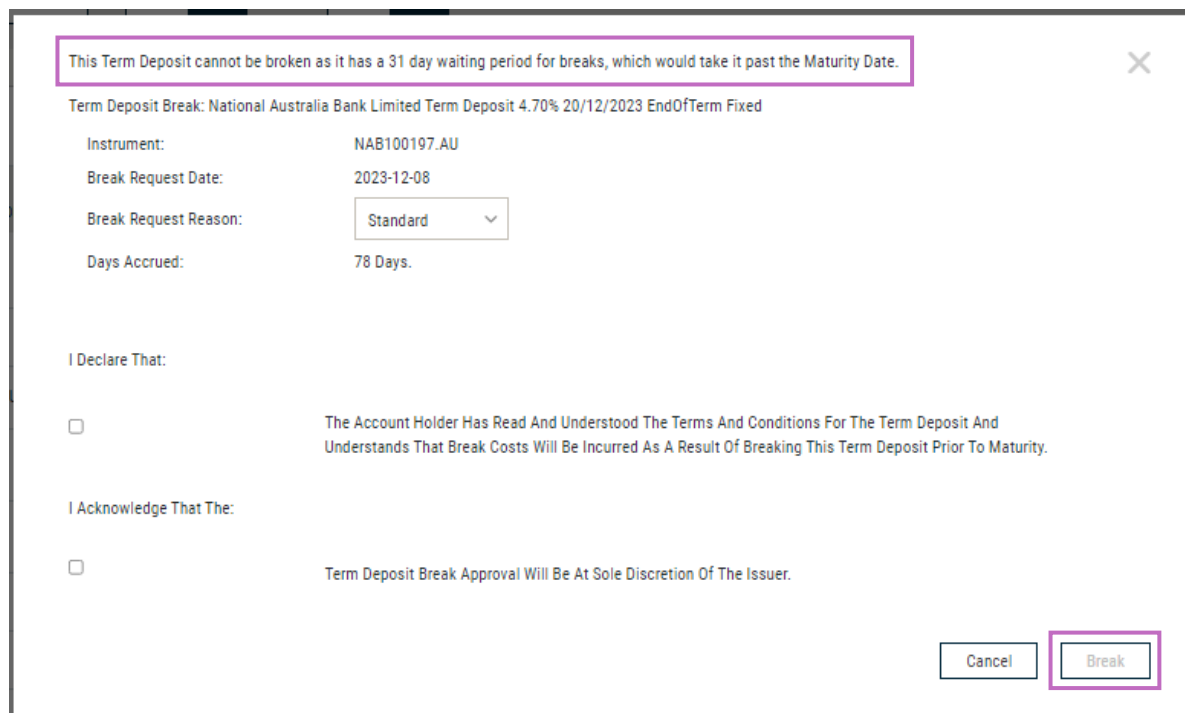 This Term Deposit cannot be broken as it has a 31 day waiting period for breaks, which would take it past the Maturity Date.
Term Deposit Break: National Australia Bank Limited Term Deposit 4.70% 20/12/2023 EndOfTerm Fixed
Instrument: NAB100197.AU
Break Request Date: 2023-12-08
Break Request Reason: Standard
Days Accrued: 78 Days.
I Declare That:
The Account Holder Has Read And Understood The Terms And Conditions For The Term Deposit And
Understands That Break Costs Will Be Incurred As A Result Of Breaking This Term Deposit Prior To Maturity.
I Acknowledge That The:
Term Deposit Break Approval Will Be At Sole Discretion Of The Issuer.
Cancel Break